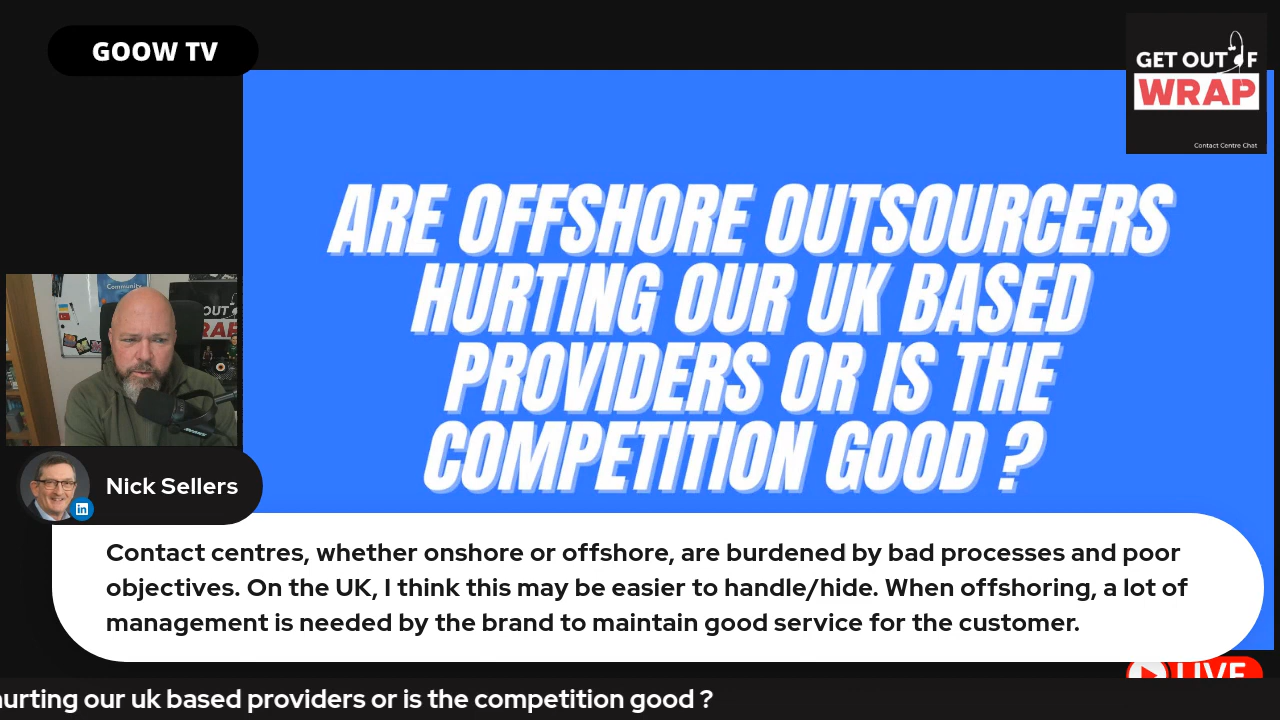 GOOW TV
GET OUT OF
WRAP
Contact Centre Chat
ARE OFFSHORE OUTSOURCERS
HURTING OUR UK BASED
PROVIDERS OR IS THE
COMPETITION GOOD ?
Community
OUT
WRAP
Nick Sellers
in
Contact centres, whether onshore or offshore, are burdened by bad processes and poor
objectives. On the UK, I think this may be easier to handle/hide. When offshoring, a lot of
management is needed by the brand to maintain good service for the customer.
LIVE
hurting our uk based providers or is the competition good ?